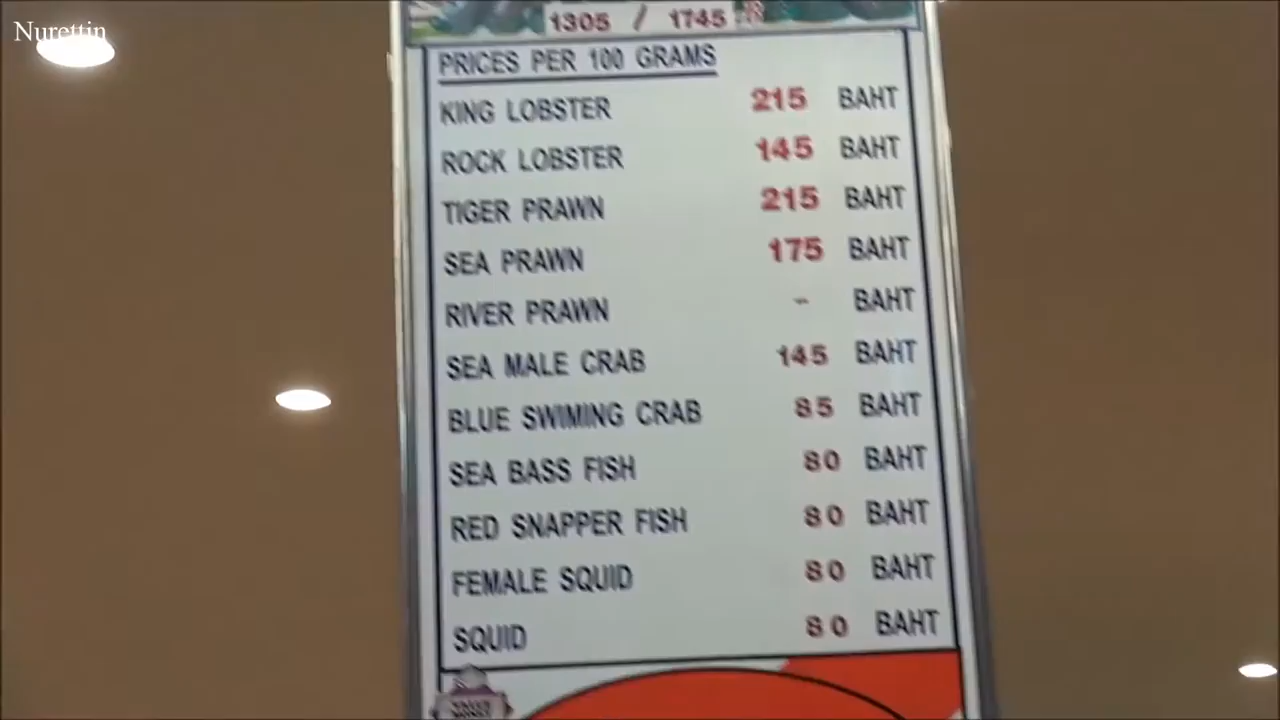 Nurettin
1305 / 1745
PRICES PER 100 GRAMS
KING LOBSTER 215 BAHT
ROCK LOBSTER 145 BAHT
TIGER PRAWN 215 BAHT
SEA PRAWN 175 BAHT
RIVER PRAWN - BAHT
SEA MALE CRAB 145 BAHT
BLUE SWIMING CRAB 85 BAHT
SEA BASS FISH 80 BAHT
RED SNAPPER FISH 80 BAHT
FEMALE SQUID 80 BAHT
SQUID 80 BAHT